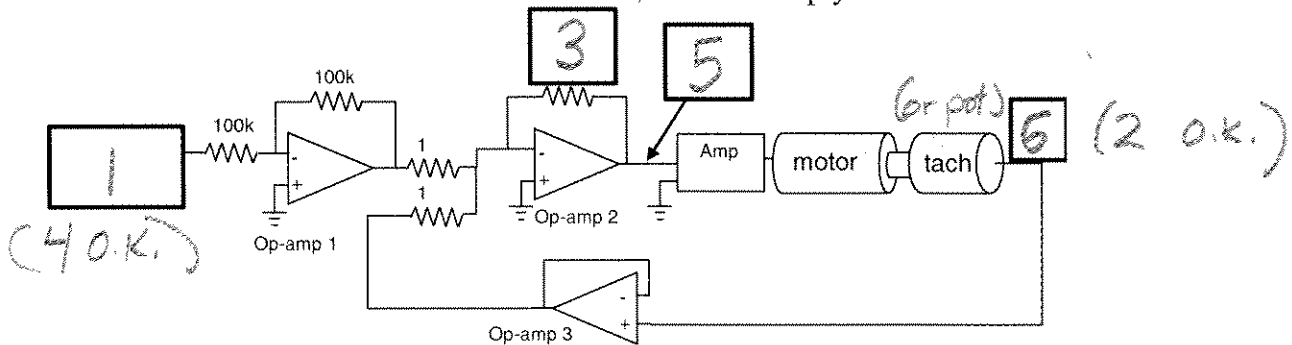 , py
3
5
100k
(or pot)
100k
6 (2 O.K.)
1
1
Amp
motor
tach
1
Op-amp 2
(4 O.K.)
Op-amp 1
Op-amp 3
-
+
-
+
-
+